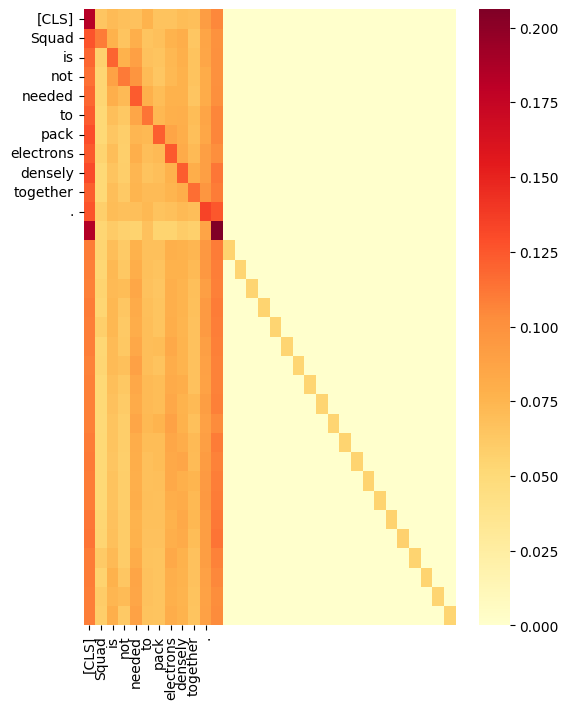 [CLS]
Squad
is
not
needed
to
pack
electrons
densely
together
.
0.200
0.175
0.150
0.125
0.100
0.075
0.050
0.025
0.000
[CLS] Squad is not needed to pack electrons densely together .